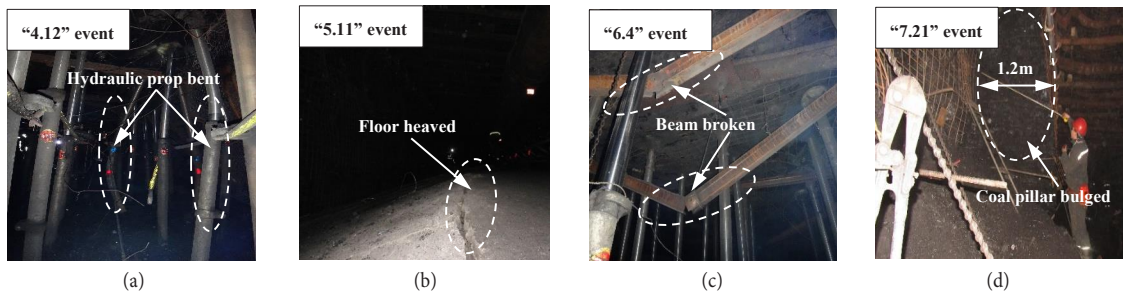 “4.12” event
Hydraulic prop bent
(a)
“5.11” event
Floor heaved
(b)
“6.4” event
Beam broken
(c)
“7.21” event
1.2m
Coal pillar bulged
(d)